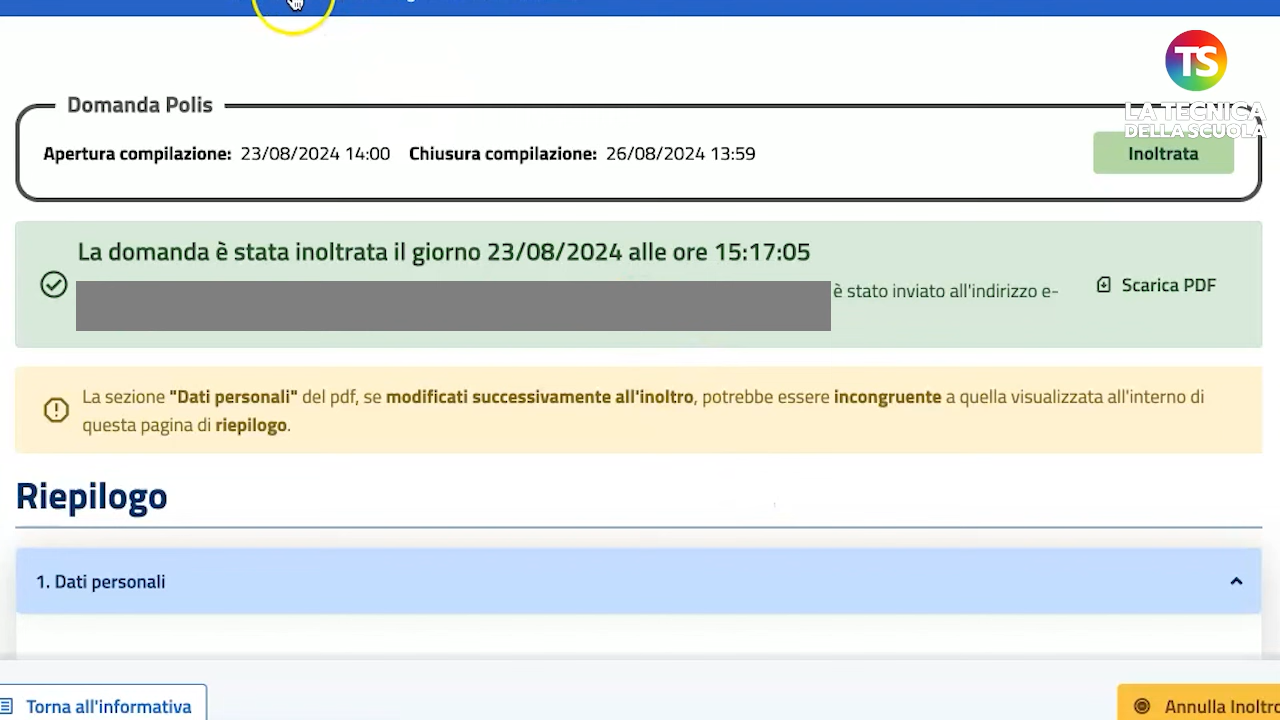 TS
LA TECNICA
DELLA SCUOLA
Domanda Polis
Apertura compilazione: 23/08/2024 14:00 Chiusura compilazione: 26/08/2024 13:59
Inoltrata
La domanda è stata inoltrata il giorno 23/08/2024 alle ore 15:17:05
è stato inviato all'indirizzo e-
Scarica PDF
La sezione "Dati personali" del pdf, se modificati successivamente all'inoltro, potrebbe essere incongruente a quella visualizzata all'interno di
questa pagina di riepilogo.
Riepilogo
1. Dati personali
Torna all'informativa
Annulla Inoltro